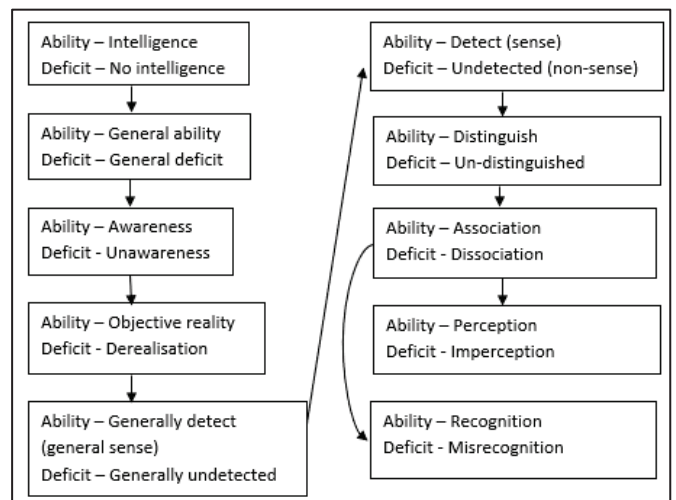 Ability – Intelligence
Deficit – No intelligence
Ability – General ability
Deficit – General deficit
Ability – Awareness
Deficit - Unawareness
Ability – Objective reality
Deficit - Derealisation
Ability – Generally detect
(general sense)
Deficit – Generally undetected
Ability – Detect (sense)
Deficit – Undetected (non-sense)
Ability – Distinguish
Deficit – Un-distinguished
Ability – Association
Deficit - Dissociation
Ability – Perception
Deficit - Imperception
Ability – Recognition
Deficit - Misrecognition